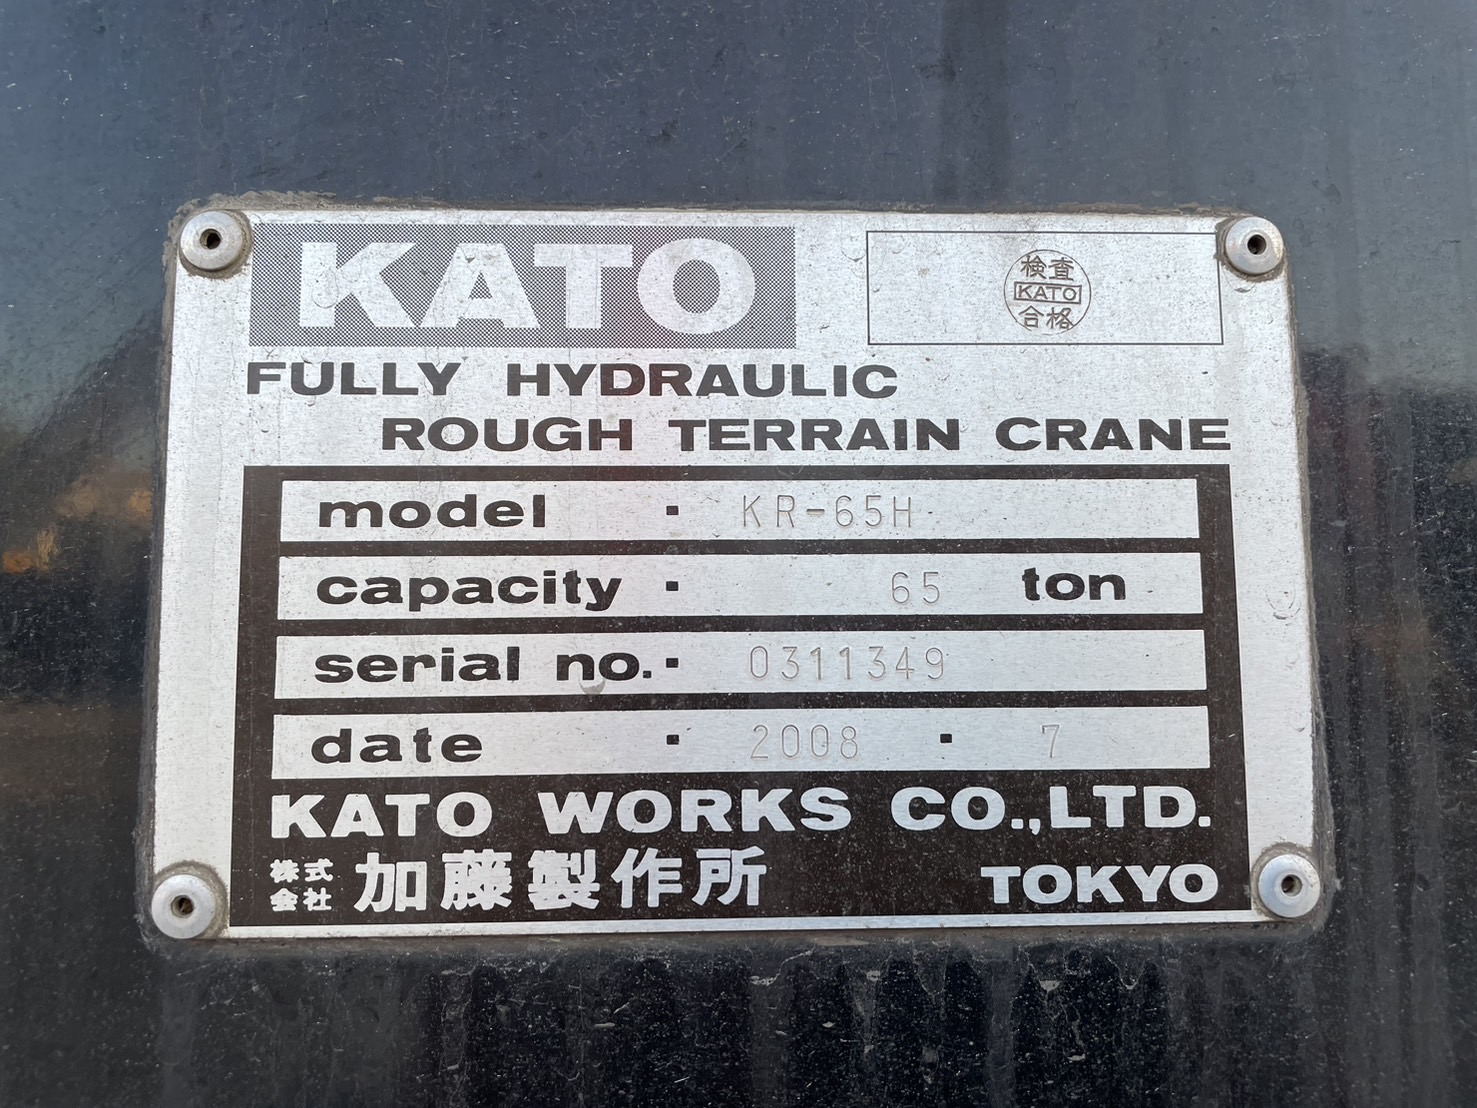 KATO
検査
KATO
合格
FULLY HYDRAULIC
ROUGH TERRAIN CRANE
model · KR-65H
capacity · 65 ton
serial no. · 0311349
date · 2008 · 7
KATO WORKS CO.,LTD.
株式会社 加藤製作所 TOKYO